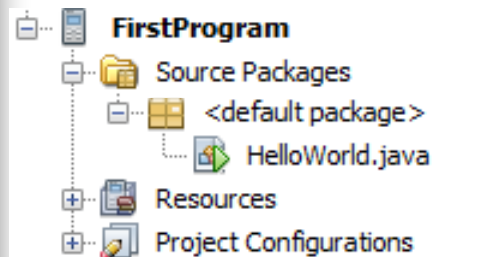 FirstProgram
Source Packages
<default package>
HelloWorld.java
Resources
Project Configurations